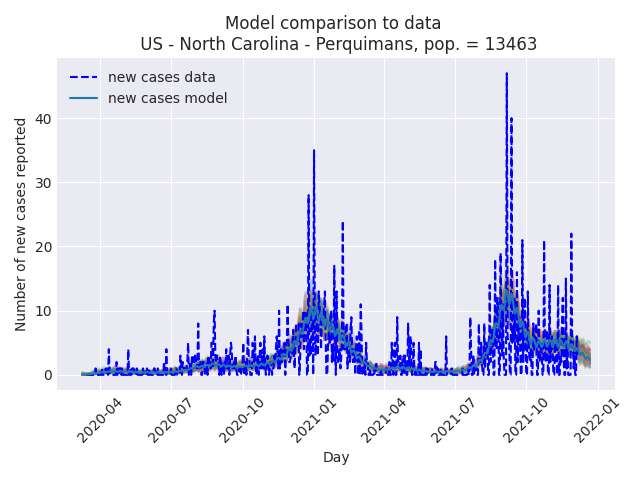 Model comparison to data
US - North Carolina - Perquimans, pop. = 13463
new cases data
new cases model
Number of new cases reported
40
30
20
10
0
2020-04
2020-07
2020-10
2021-01
2021-04
2021-07
2021-10
2022-01
Day